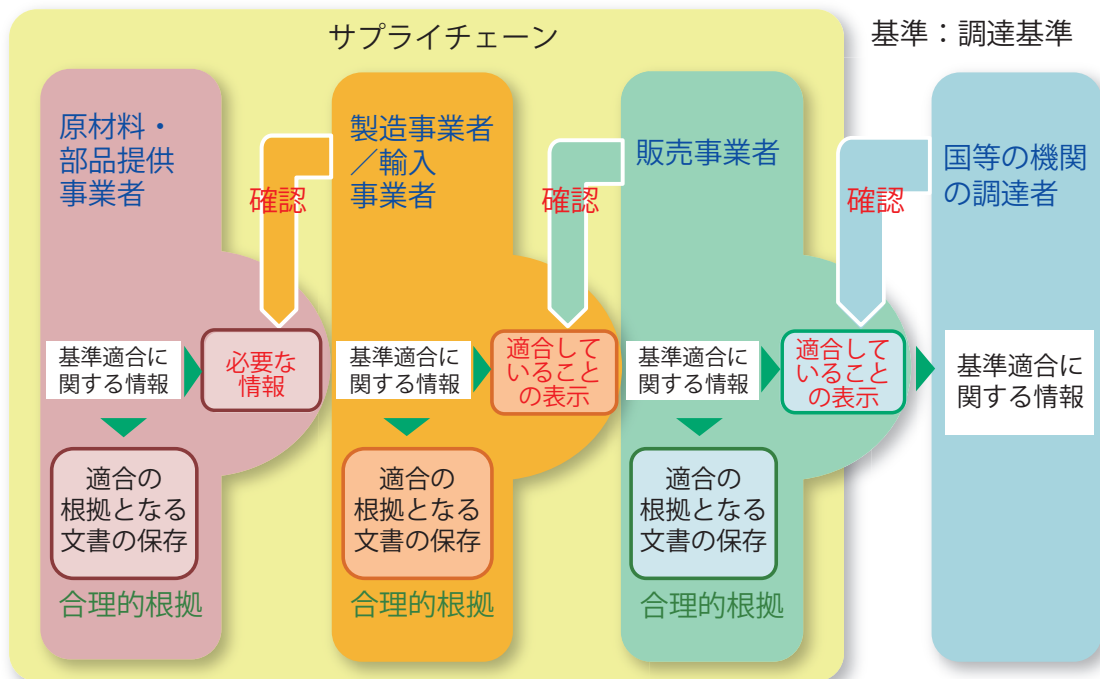 サプライチェーン
基準：調達基準
原材料・
部品提供
事業者
確認
製造事業者
／輸入
事業者
確認
販売事業者
確認
国等の機関
の調達者
基準適合に
関する情報
必要な
情報
基準適合に
関する情報
適合して
いること
の表示
基準適合に
関する情報
適合して
いること
の表示
基準適合に
関する情報
適合の
根拠となる
文書の保存
適合の
根拠となる
文書の保存
適合の
根拠となる
文書の保存
合理的根拠
合理的根拠
合理的根拠